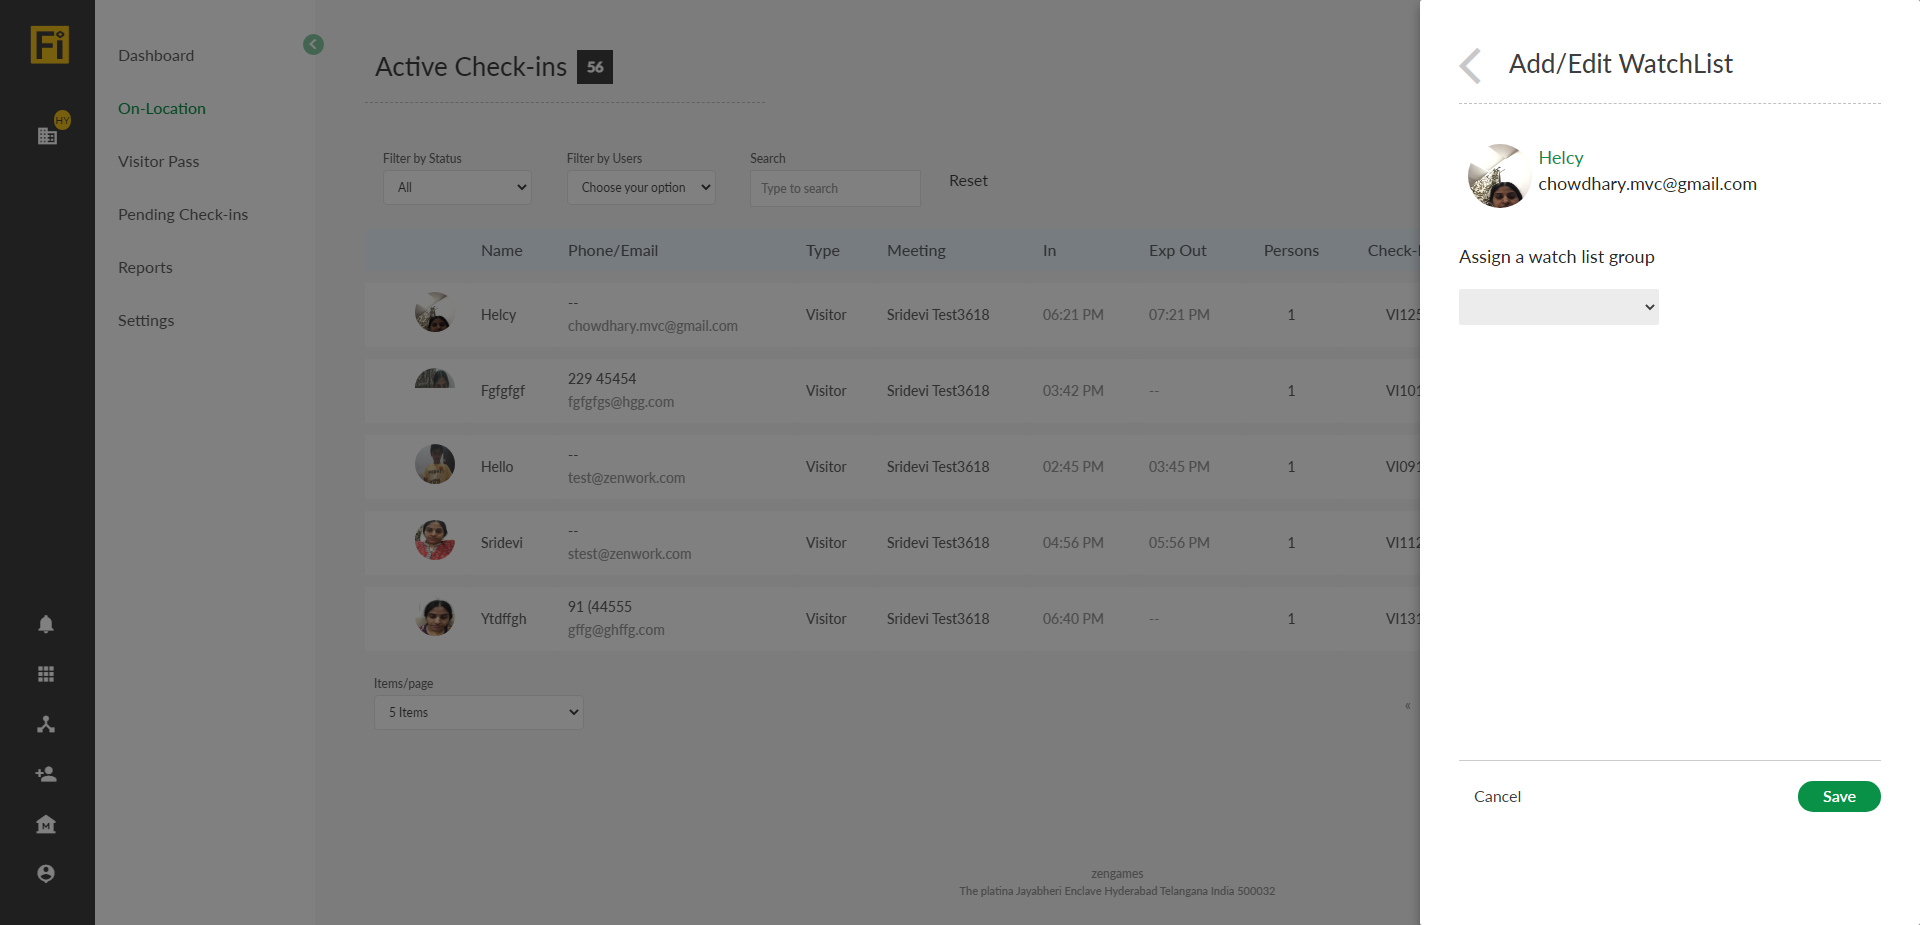 Fi
HY
Dashboard
On-Location
Visitor Pass
Pending Check-ins
Reports
Settings
Active Check-ins 56
Filter by Status
All
Filter by Users
Choose your option
Search
Type to search
Reset
Name Phone/Email Type Meeting In Exp Out Persons Check-
Helcy -- chowdhary.mvc@gmail.com Visitor Sridevi Test3618 06:21 PM 07:21 PM 1 VI125
Fgfgfgf 229 45454 fgfgfgs@hgg.com Visitor Sridevi Test3618 03:42 PM -- 1 VI101
Hello -- test@zenwork.com Visitor Sridevi Test3618 02:45 PM 03:45 PM 1 VI091
Sridevi -- stest@zenwork.com Visitor Sridevi Test3618 04:56 PM 05:56 PM 1 VI112
Ytdffgh 91 (44555 gffg@ghffg.com Visitor Sridevi Test3618 06:40 PM -- 1 VI131
Items/page
5 Items
«
zengames
The platina Jayabheri Enclave Hyderabad Telangana India 500032
M
Add/Edit WatchList
Helcy
chowdhary.mvc@gmail.com
Assign a watch list group
Cancel
Save